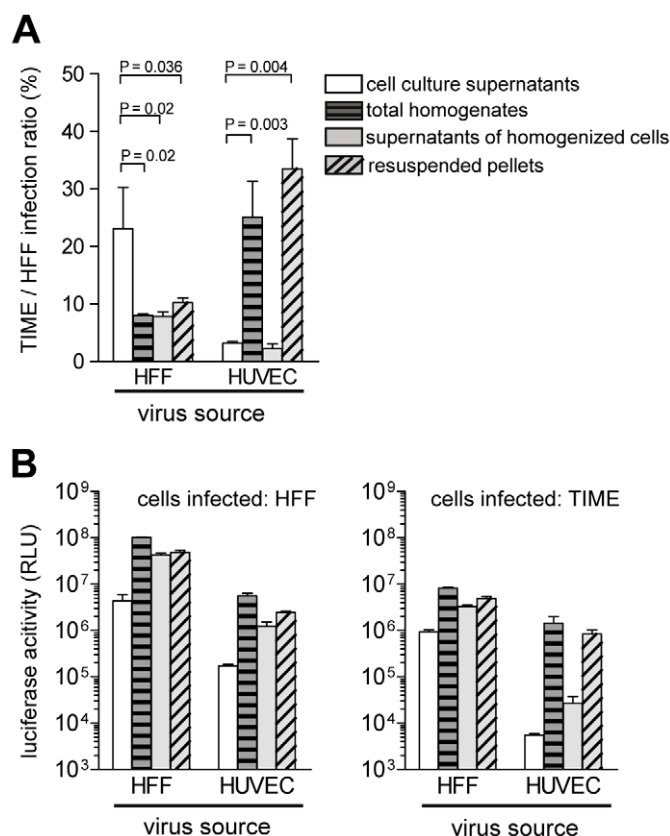 A
TIME / HFF infection ratio (%)
50
40
30
20
10
0
P = 0.036
P = 0.02
P = 0.02
P = 0.004
P = 0.003
cell culture supernatants
total homogenates
supernatants of homogenized cells
resuspended pellets
HFF
HUVEC
virus source
B
luciferase acitivity (RLU)
10⁹
10⁸
10⁷
10⁶
10⁵
10⁴
10³
cells infected: HFF
HFF
HUVEC
virus source
10⁹
10⁸
10⁷
10⁶
10⁵
10⁴
10³
cells infected: TIME
HFF
HUVEC
virus source